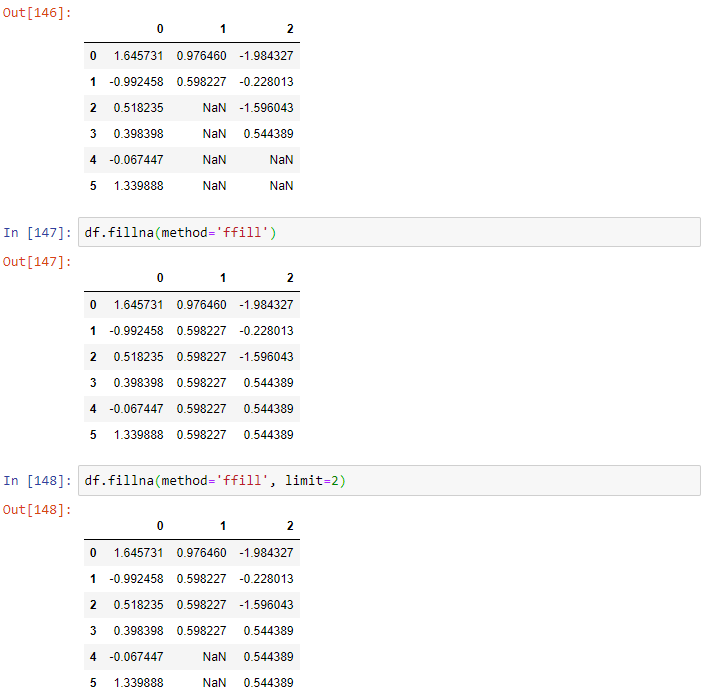 Out[146]:
0 1 2
0 1.645731 0.976460 -1.984327
1 -0.992458 0.598227 -0.228013
2 0.518235 NaN -1.596043
3 0.398398 NaN 0.544389
4 -0.067447 NaN NaN
5 1.339888 NaN NaN
In [147]: df.fillna(method='ffill')
Out[147]:
0 1 2
0 1.645731 0.976460 -1.984327
1 -0.992458 0.598227 -0.228013
2 0.518235 0.598227 -1.596043
3 0.398398 0.598227 0.544389
4 -0.067447 0.598227 0.544389
5 1.339888 0.598227 0.544389
In [148]: df.fillna(method='ffill', limit=2)
Out[148]:
0 1 2
0 1.645731 0.976460 -1.984327
1 -0.992458 0.598227 -0.228013
2 0.518235 0.598227 -1.596043
3 0.398398 0.598227 0.544389
4 -0.067447 NaN 0.544389
5 1.339888 NaN 0.544389